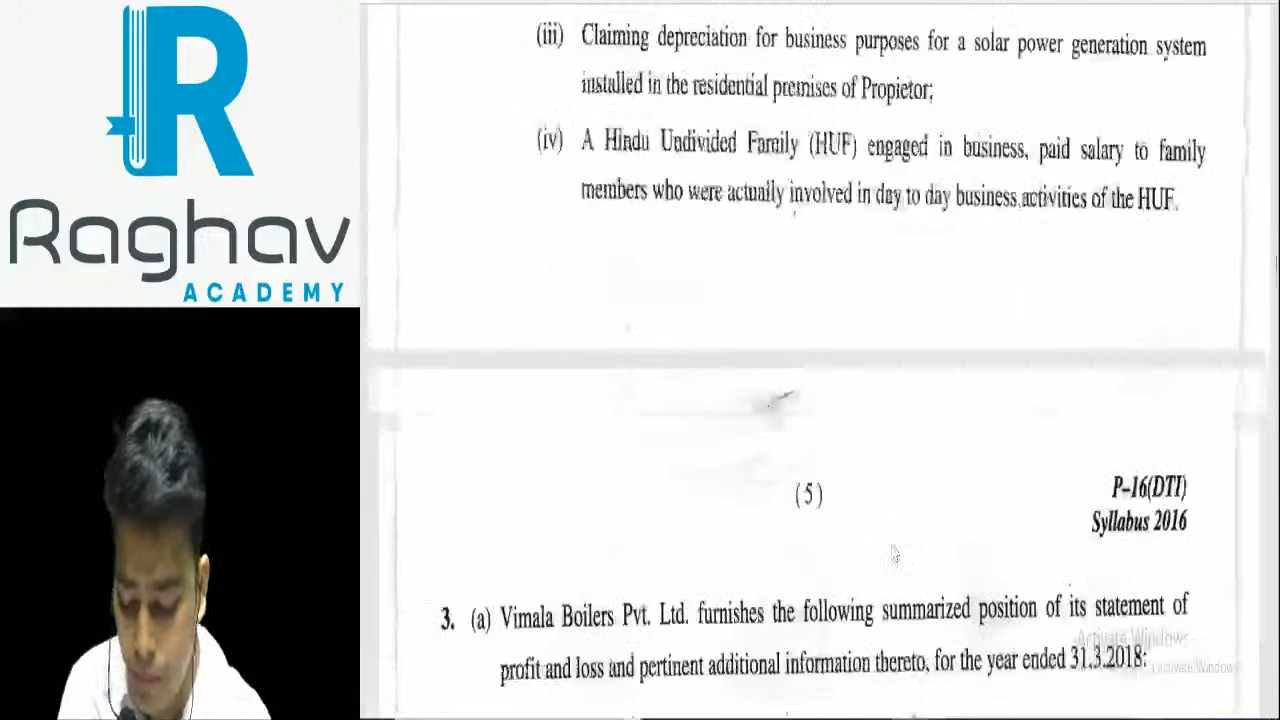 R
Raghav
ACADEMY
(iii) Claiming depreciation for business purposes for a solar power generation system
installed in the residential premises of Propietor;
(iv) A Hindu Undivided Family (HUF) engaged in business, paid salary to family
members who were actually involved in day to day business activities of the HUF.
(5)
P-16(DTI)
Syllabus 2016
3. (a) Vimala Boilers Pvt. Ltd. furnishes the following summarized position of its statement of
profit and loss and pertinent additional information thereto, for the year ended 31.3.2018:
Activate Windows
activate Windows